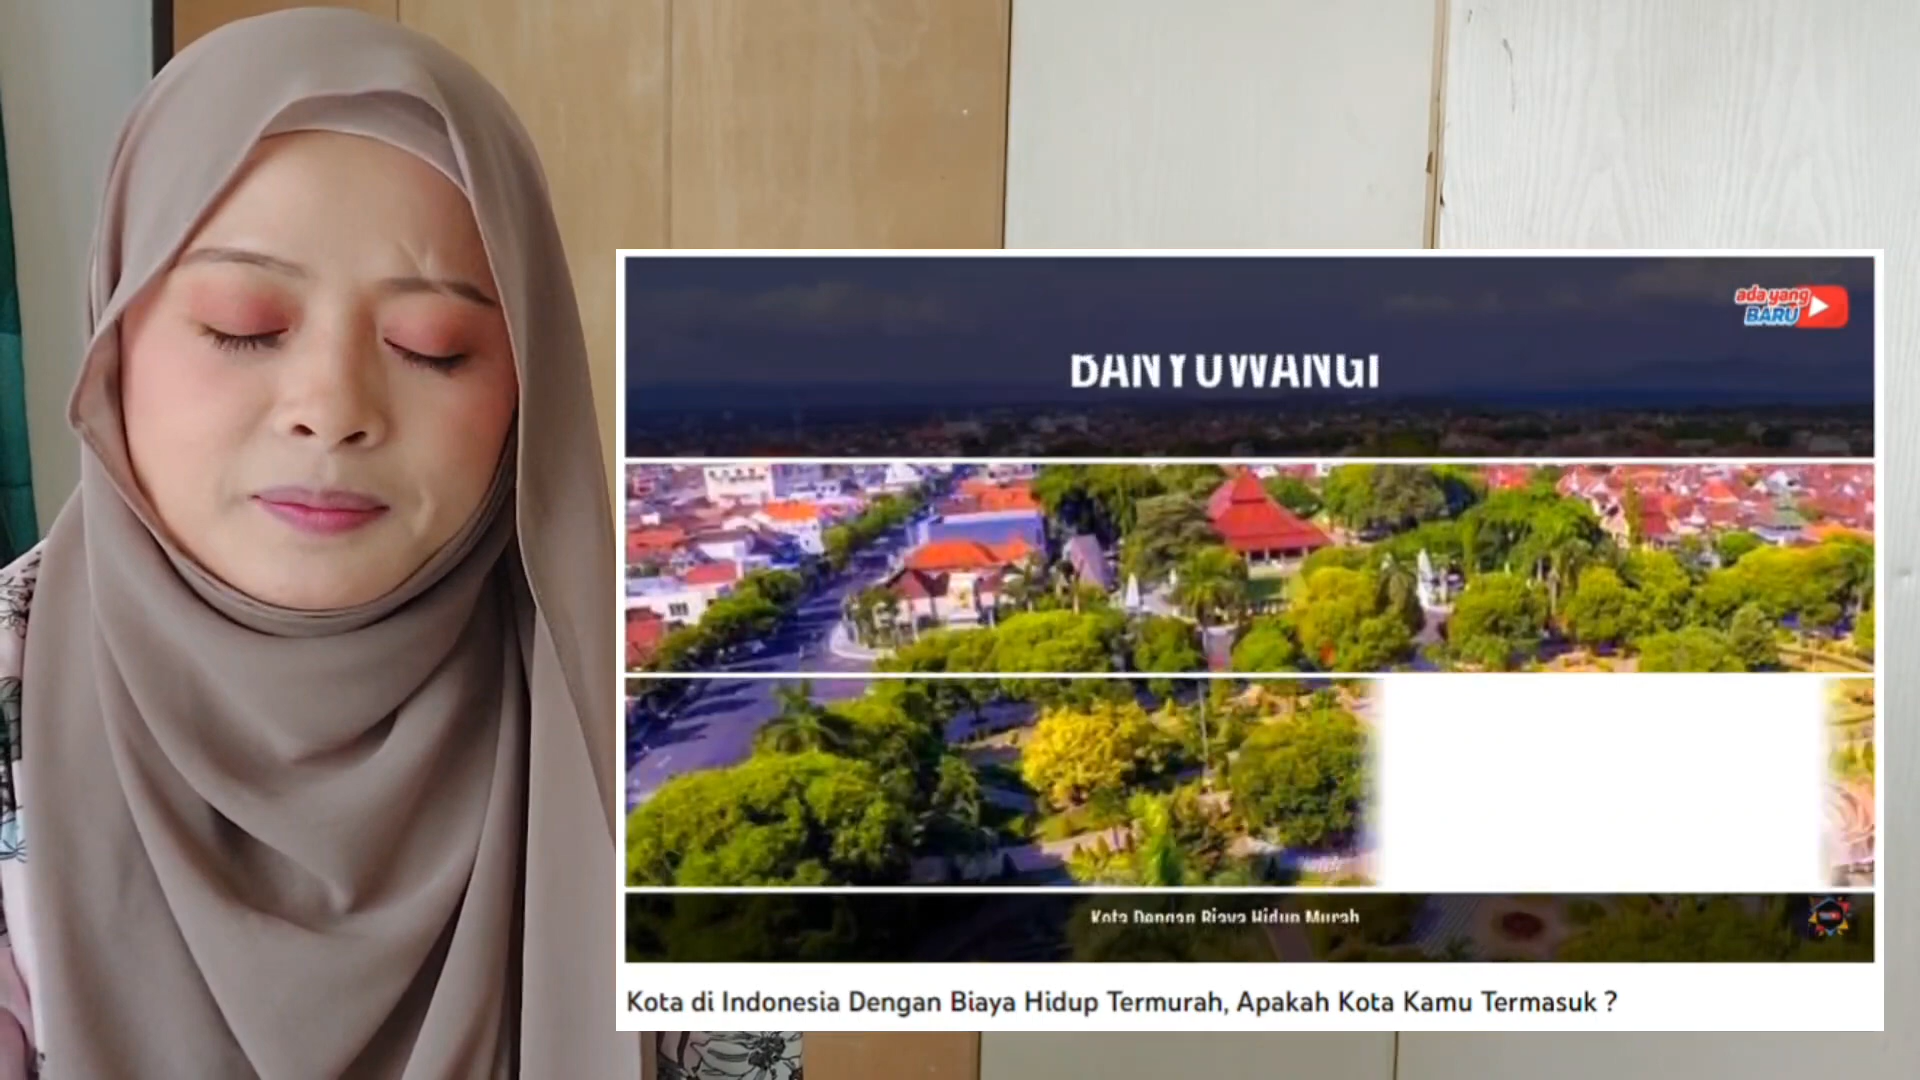 ada yang
BARU
BANYUWANGI
Kota Dengan Biaya Hidup Murah
Kota di Indonesia Dengan Biaya Hidup Termurah, Apakah Kota Kamu Termasuk ?